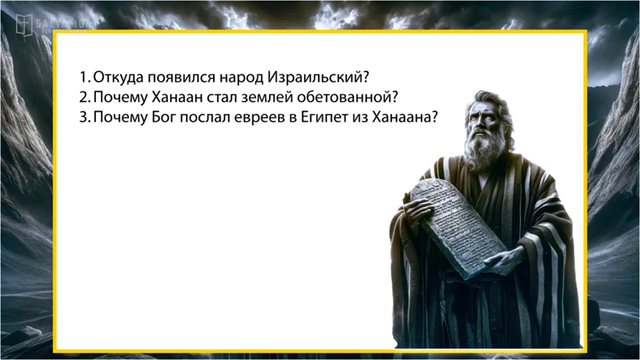 1. Откуда появился народ Израильский?
2. Почему Ханаан стал землей обетованной?
3. Почему Бог послал евреев в Египет из Ханаана?